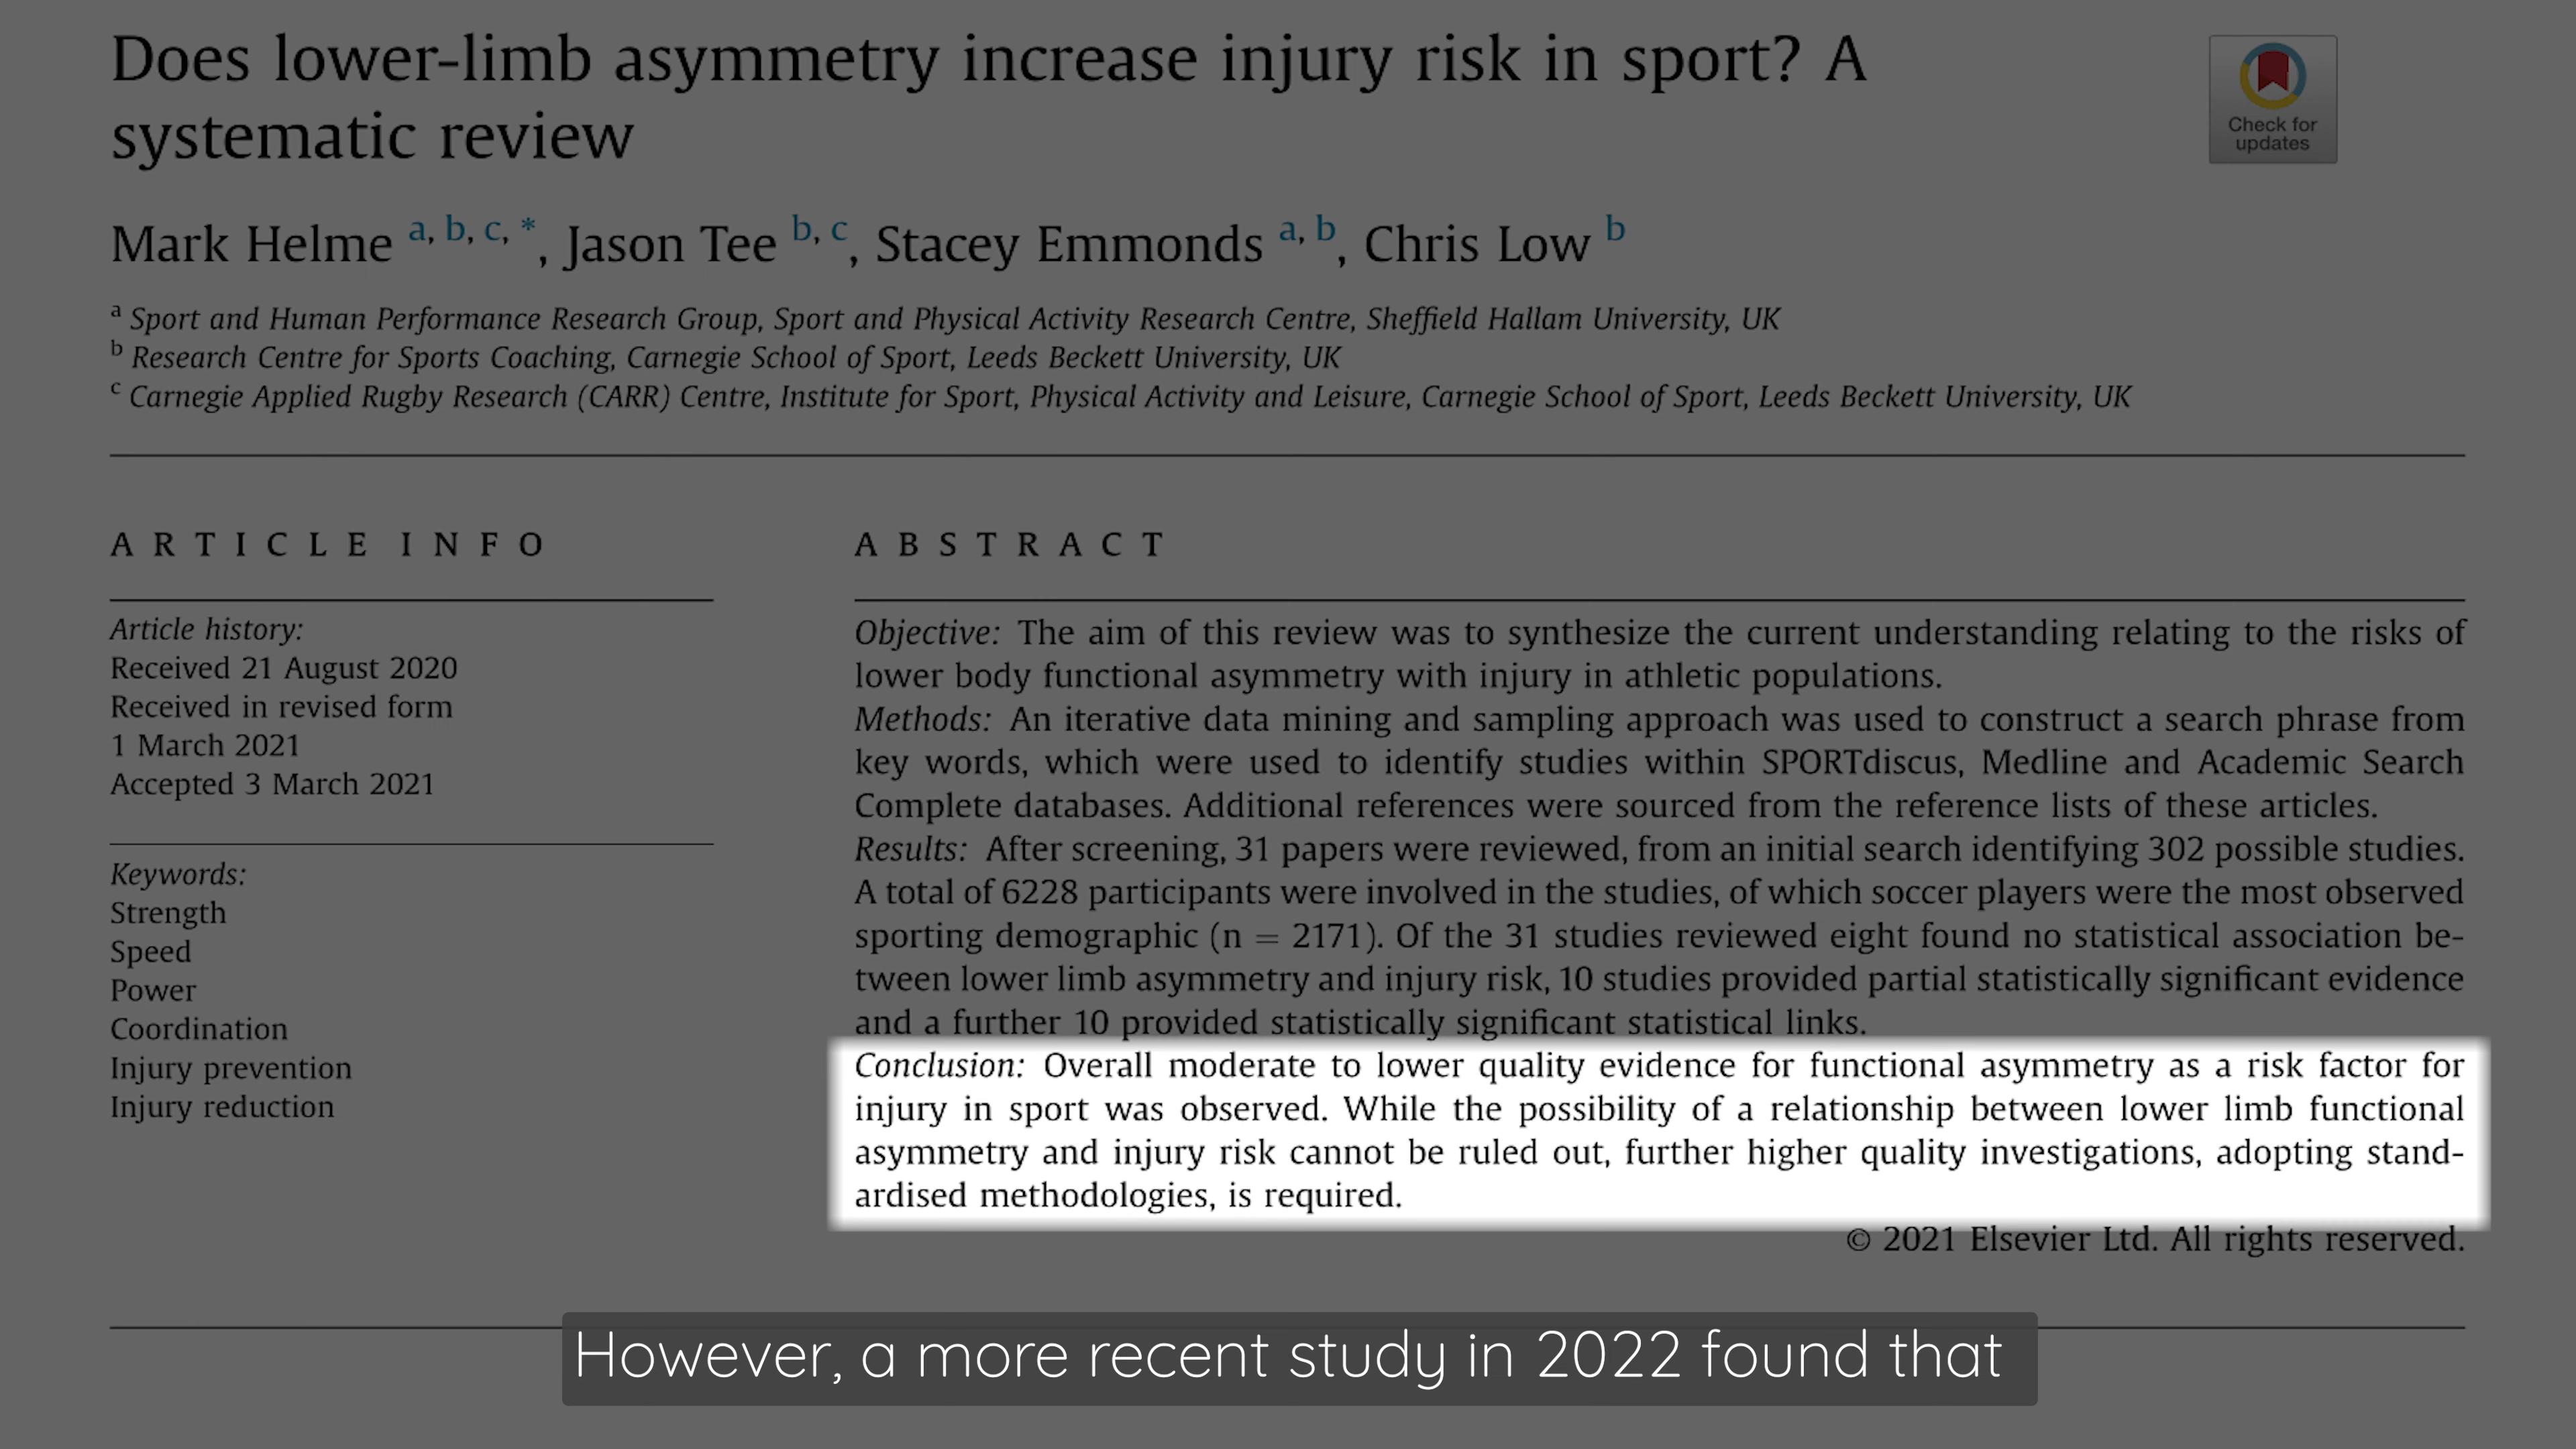 Does lower-limb asymmetry increase injury risk in sport? A
systematic review
Check for
updates
Mark Helme a, b, c, *, Jason Tee b, c, Stacey Emmonds a, b, Chris Low b
a Sport and Human Performance Research Group, Sport and Physical Activity Research Centre, Sheffield Hallam University, UK
b Research Centre for Sports Coaching, Carnegie School of Sport, Leeds Beckett University, UK
c Carnegie Applied Rugby Research (CARR) Centre, Institute for Sport, Physical Activity and Leisure, Carnegie School of Sport, Leeds Beckett University, UK
ARTICLE INFO
Article history:
Received 21 August 2020
Received in revised form
1 March 2021
Accepted 3 March 2021
Keywords:
Strength
Speed
Power
Coordination
Injury prevention
Injury reduction
ABSTRACT
Objective: The aim of this review was to synthesize the current understanding relating to the risks of
lower body functional asymmetry with injury in athletic populations.
Methods: An iterative data mining and sampling approach was used to construct a search phrase from
key words, which were used to identify studies within SPORTdiscus, Medline and Academic Search
Complete databases. Additional references were sourced from the reference lists of these articles.
Results: After screening, 31 papers were reviewed, from an initial search identifying 302 possible studies.
A total of 6228 participants were involved in the studies, of which soccer players were the most observed
sporting demographic (n = 2171). Of the 31 studies reviewed eight found no statistical association be-
tween lower limb asymmetry and injury risk, 10 studies provided partial statistically significant evidence
and a further 10 provided statistically significant statistical links.
Conclusion: Overall moderate to lower quality evidence for functional asymmetry as a risk factor for
injury in sport was observed. While the possibility of a relationship between lower limb functional
asymmetry and injury risk cannot be ruled out, further higher quality investigations, adopting stand-
ardised methodologies, is required.
© 2021 Elsevier Ltd. All rights reserved.
However, a more recent study in 2022 found that